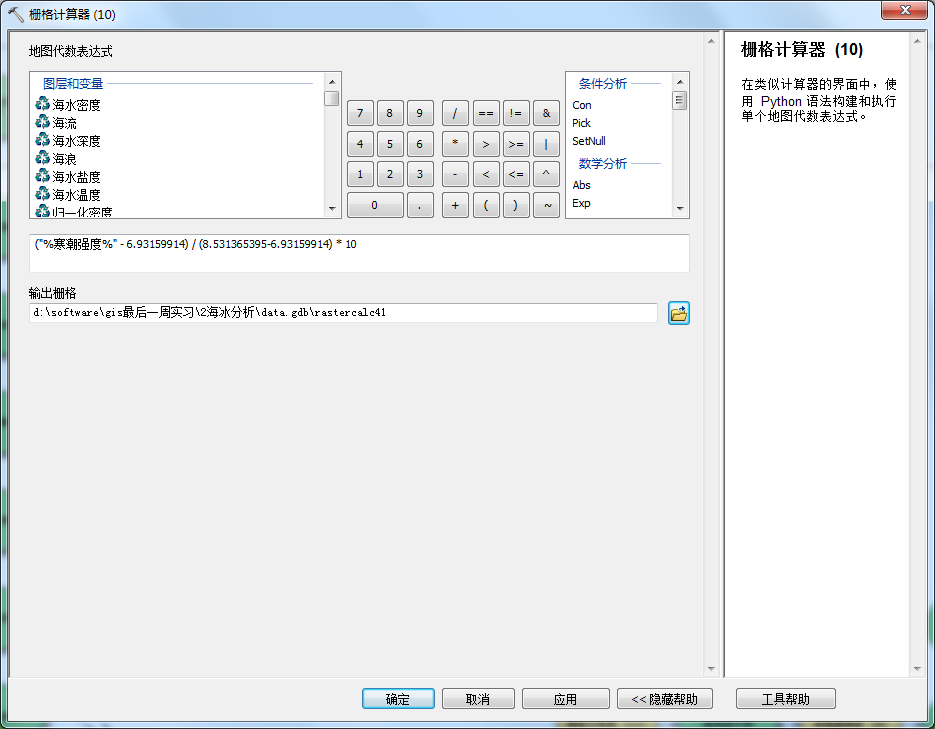 栅格计算器 (10)
地图代数表达式
图层和变量
海水密度
海流
海水深度
海浪
海水盐度
海水温度
归一化密度
7 8 9 / == != &
4 5 6 * > >= |
1 2 3 - < <= ^
0 . + ( ) ~
条件分析
Con
Pick
SetNull
数学分析
Abs
Exp
("%寒潮强度%" - 6.93159914) / (8.531365395-6.93159914) * 10
输出栅格
d:\software\gis最后一周实习\2海冰分析\data.gdb\rastercalc41
确定
取消
应用
<< 隐藏帮助
栅格计算器 (10)
在类似计算器的界面中，使
用 Python 语法构建和执行
单个地图代数表达式。
工具帮助